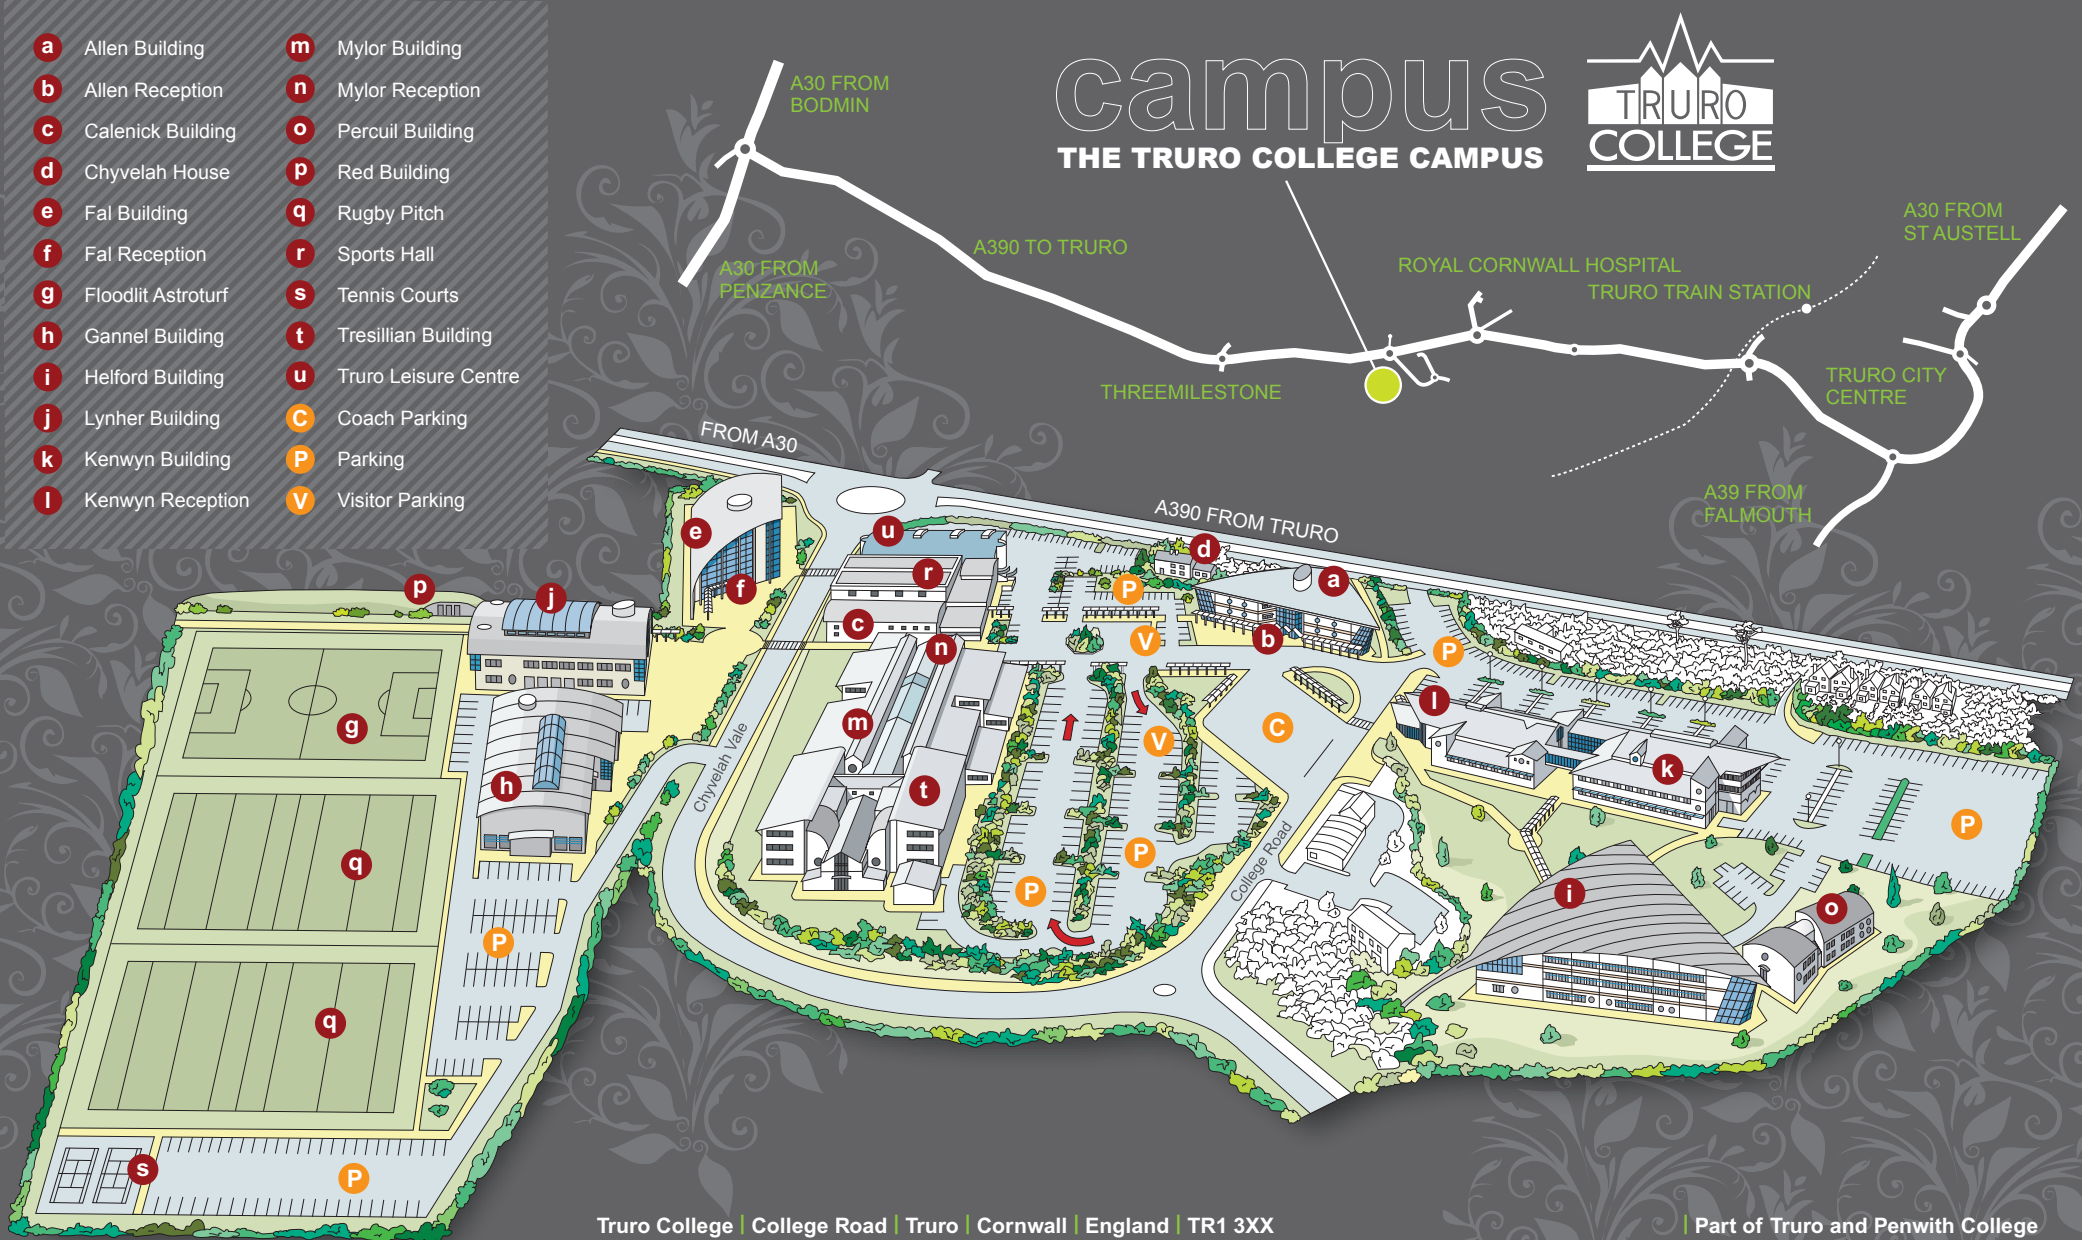 a Allen Building
b Allen Reception
c Calenick Building
d Chyvelah House
e Fal Building
f Fal Reception
g Floodlit Astroturf
h Gannel Building
i Helford Building
j Lynher Building
k Kenwyn Building
l Kenwyn Reception
m Mylor Building
n Mylor Reception
o Percuil Building
p Red Building
q Rugby Pitch
r Sports Hall
s Tennis Courts
t Tresillian Building
u Truro Leisure Centre
C Coach Parking
P Parking
V Visitor Parking
campus
THE TRURO COLLEGE CAMPUS
TRURO
COLLEGE
A30 FROM
BODMIN
A30 FROM
PENZANCE
A390 TO TRURO
THREEMILESTONE
ROYAL CORNWALL HOSPITAL
TRURO TRAIN STATION
A30 FROM
ST AUSTELL
TRURO CITY
CENTRE
A39 FROM
FALMOUTH
FROM A30
A390 FROM TRURO
e
u
d
r
f
a
p
j
P
c
b
V
n
P
l
g
m
V
C
k
h
t
P
q
P
P
i
o
P
q
s
P
Chyvelah Vale
College Road
Truro College | College Road | Truro | Cornwall | England | TR1 3XX
| Part of Truro and Penwith College